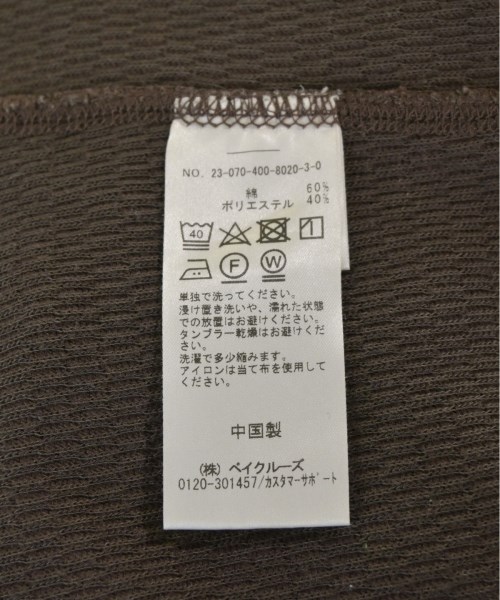 NO. 23-070-400-8020-3-0
綿 60%
ポリエステル 40%
40
F W
単独で洗ってください。
浸け置き洗いや、濡れた状態
での放置はお避けください。
タンブラー乾燥はお避けくだ
さい。
洗濯で多少縮みます。
アイロンは当て布を使用して
ください。
中国製
(株) ベイクルーズ
0120-301457/カスタマーサポート